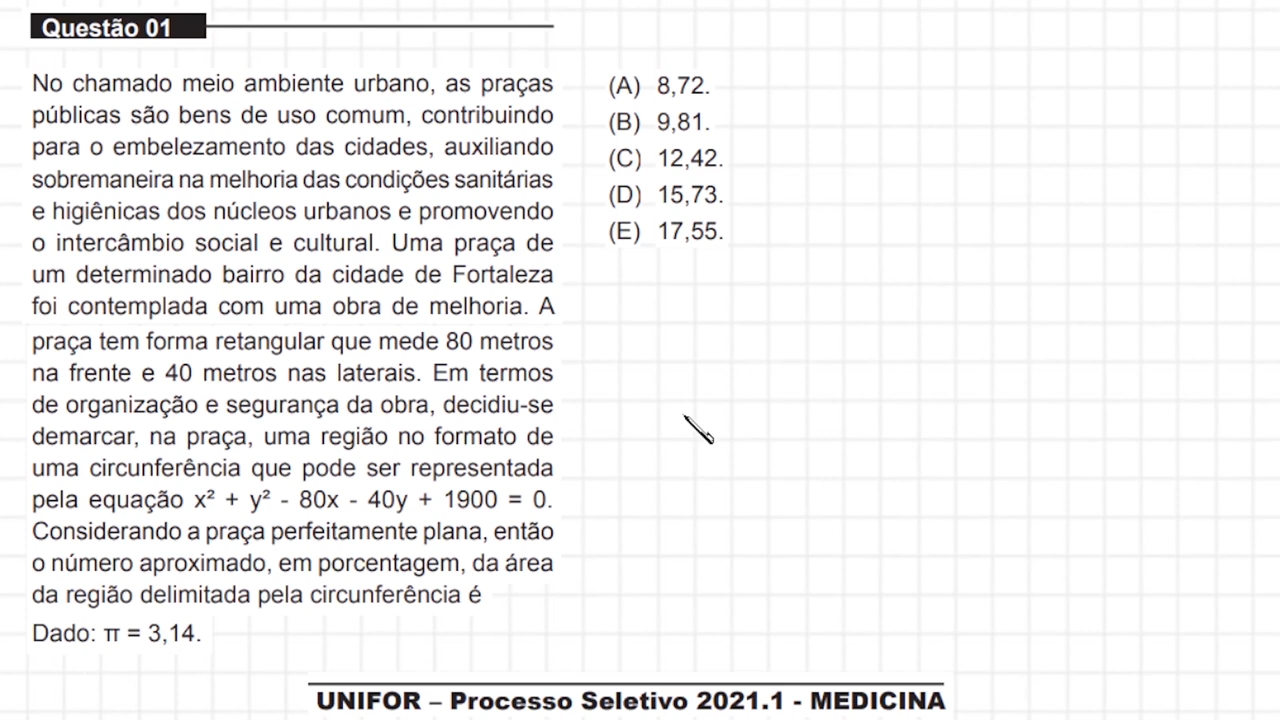 Questão 01
No chamado meio ambiente urbano, as praças
públicas são bens de uso comum, contribuindo
para o embelezamento das cidades, auxiliando
sobremaneira na melhoria das condições sanitárias
e higiênicas dos núcleos urbanos e promovendo
o intercâmbio social e cultural. Uma praça de
um determinado bairro da cidade de Fortaleza
foi contemplada com uma obra de melhoria. A
praça tem forma retangular que mede 80 metros
na frente e 40 metros nas laterais. Em termos
de organização e segurança da obra, decidiu-se
demarcar, na praça, uma região no formato de
uma circunferência que pode ser representada
pela equação x² + y² - 80x - 40y + 1900 = 0.
Considerando a praça perfeitamente plana, então
o número aproximado, em porcentagem, da área
da região delimitada pela circunferência é
Dado: π = 3,14.
(A) 8,72.
(B) 9,81.
(C) 12,42.
(D) 15,73.
(E) 17,55.
UNIFOR – Processo Seletivo 2021.1 - MEDICINA